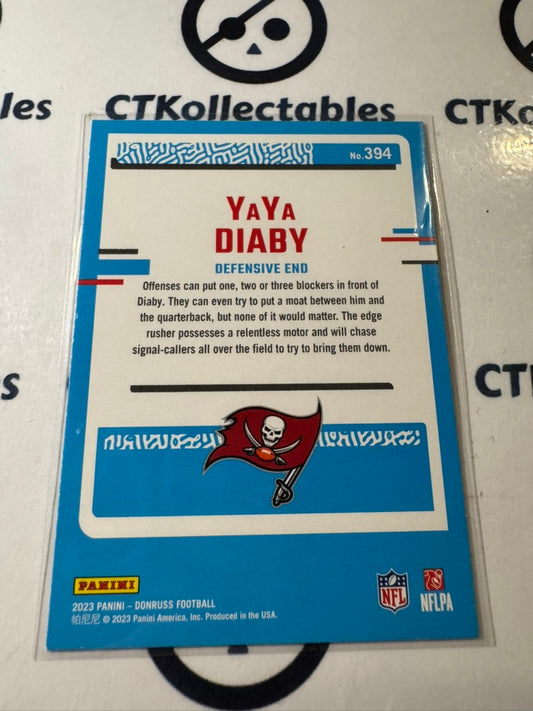 les
CTKollectables
CTK
No.394
YAYA
DIABY
DEFENSIVE END
Offenses can put one, two or three blockers in front of
Diaby. They can even try to put a moat between him and
the quarterback, but none of it would matter. The edge
rusher possesses a relentless motor and will chase
signal-callers all over the field to try to bring them down.
s
CTK
PANINI
2023 PANINI – DONRUSS FOOTBALL
帕尼尼 © 2023 Panini America, Inc. Produced in the USA.
NFL
NFLPA